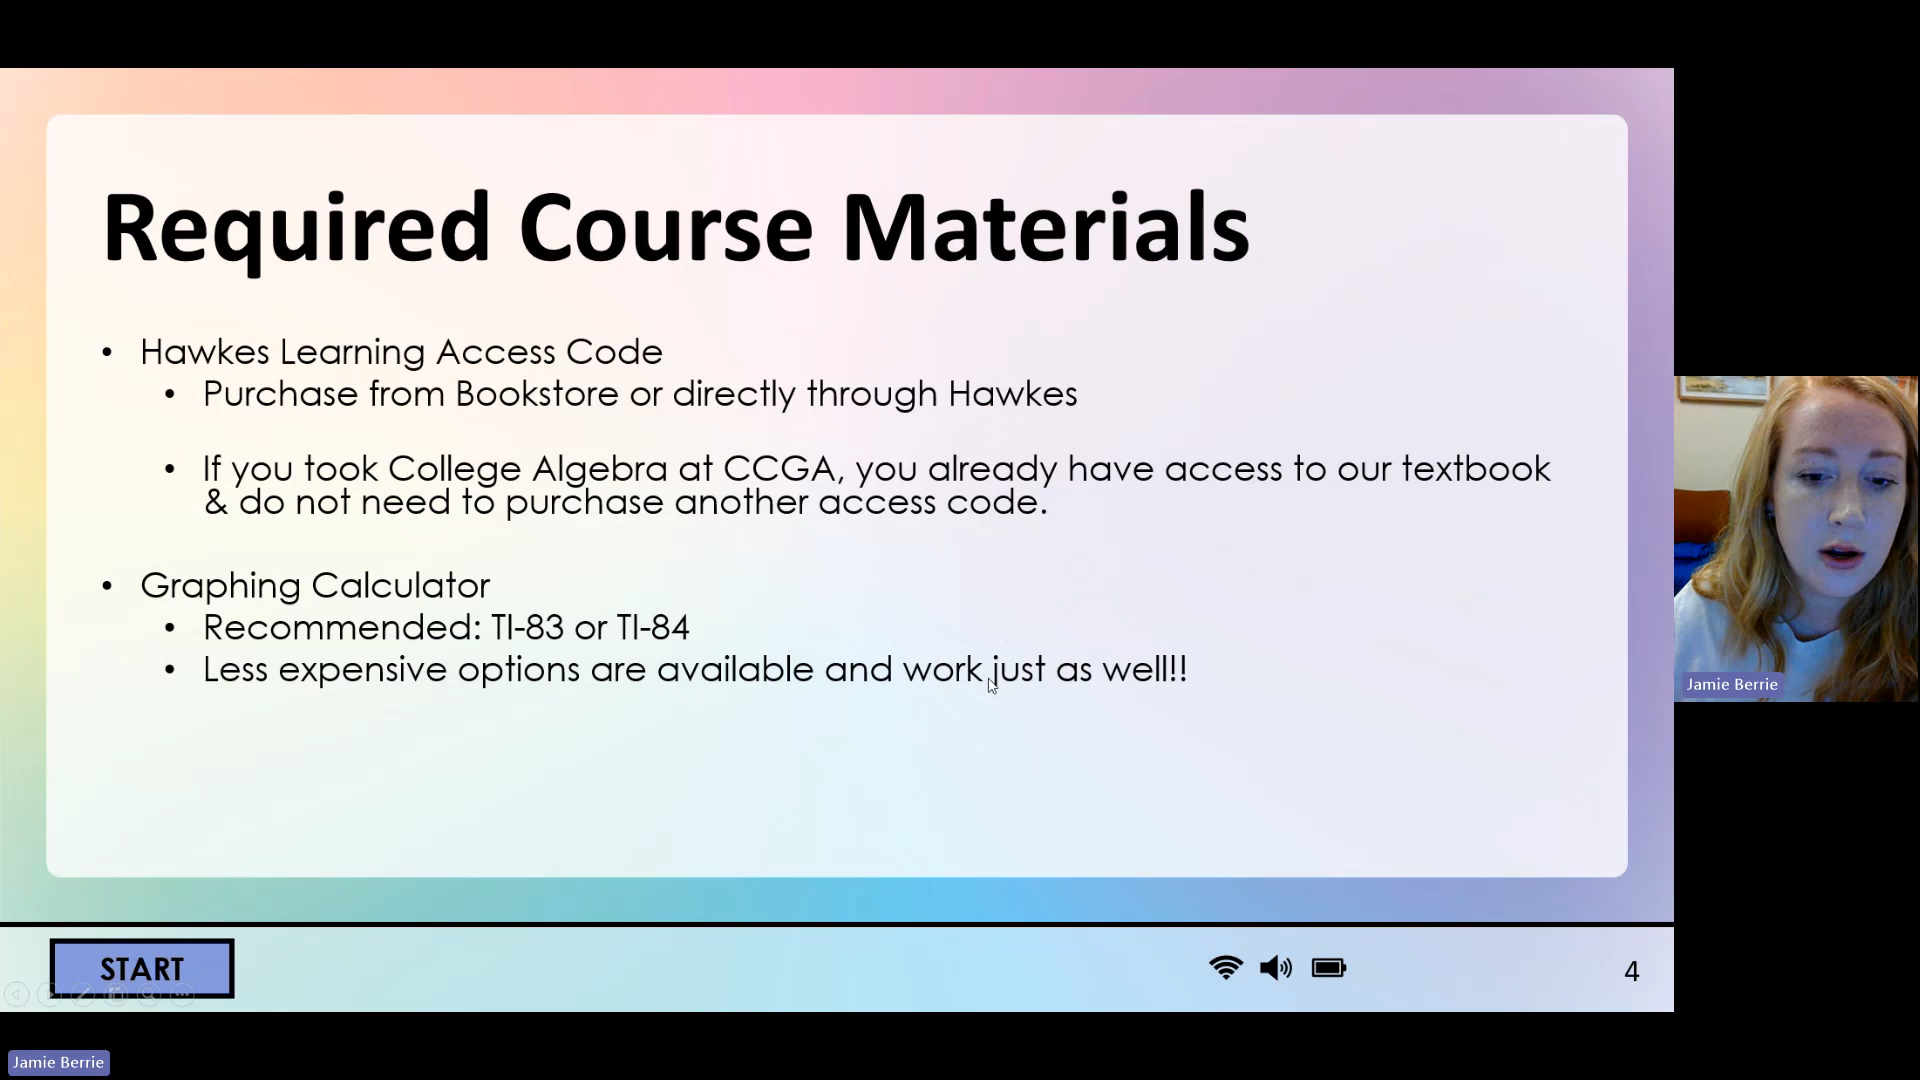 Required Course Materials
• Hawkes Learning Access Code
• Purchase from Bookstore or directly through Hawkes
• If you took College Algebra at CCGA, you already have access to our textbook
& do not need to purchase another access code.
• Graphing Calculator
• Recommended: TI-83 or TI-84
• Less expensive options are available and work just as well!!
START
4
Jamie Berrie
Jamie Berrie